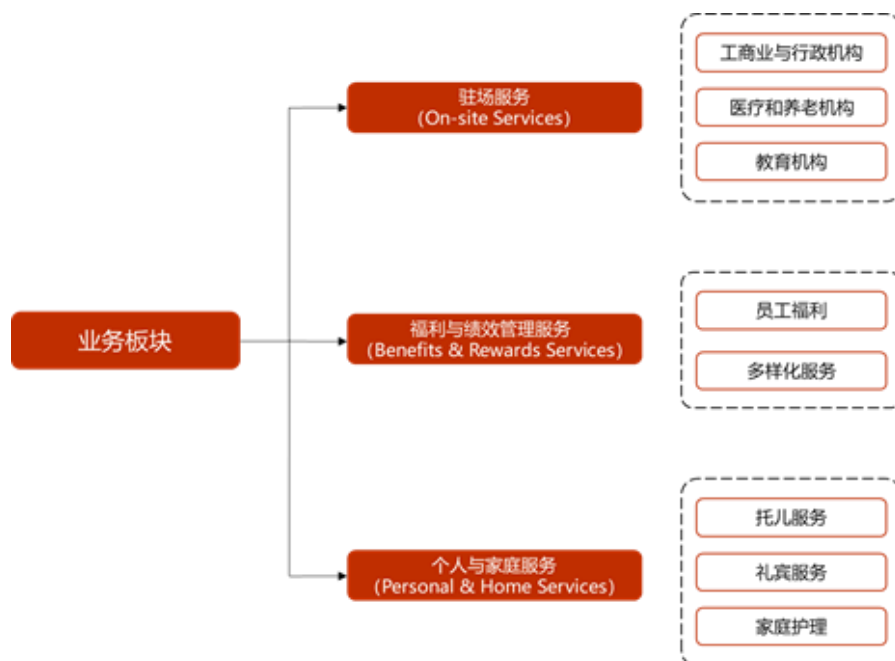 业务板块
驻场服务
(On-site Services)
工商业与行政机构
医疗和养老机构
教育机构
福利与绩效管理服务
(Benefits & Rewards Services)
员工福利
多样化服务
个人与家庭服务
(Personal & Home Services)
托儿服务
礼宾服务
家庭护理